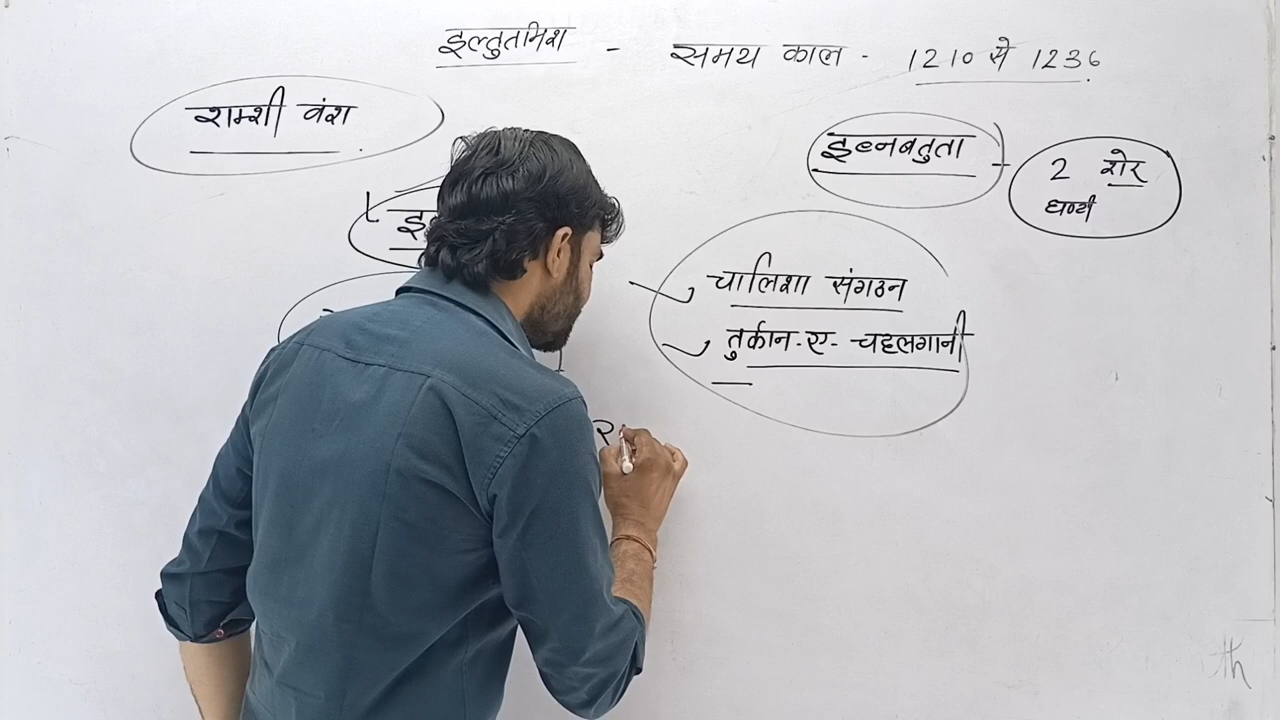 इल्तुतमिश - समय काल - 1210 से 1236
शम्शी वंश
इब्नबतुता
2 शेर
घण्टी
चालिशा संगठन
तुर्कान-ए-चहलगानी